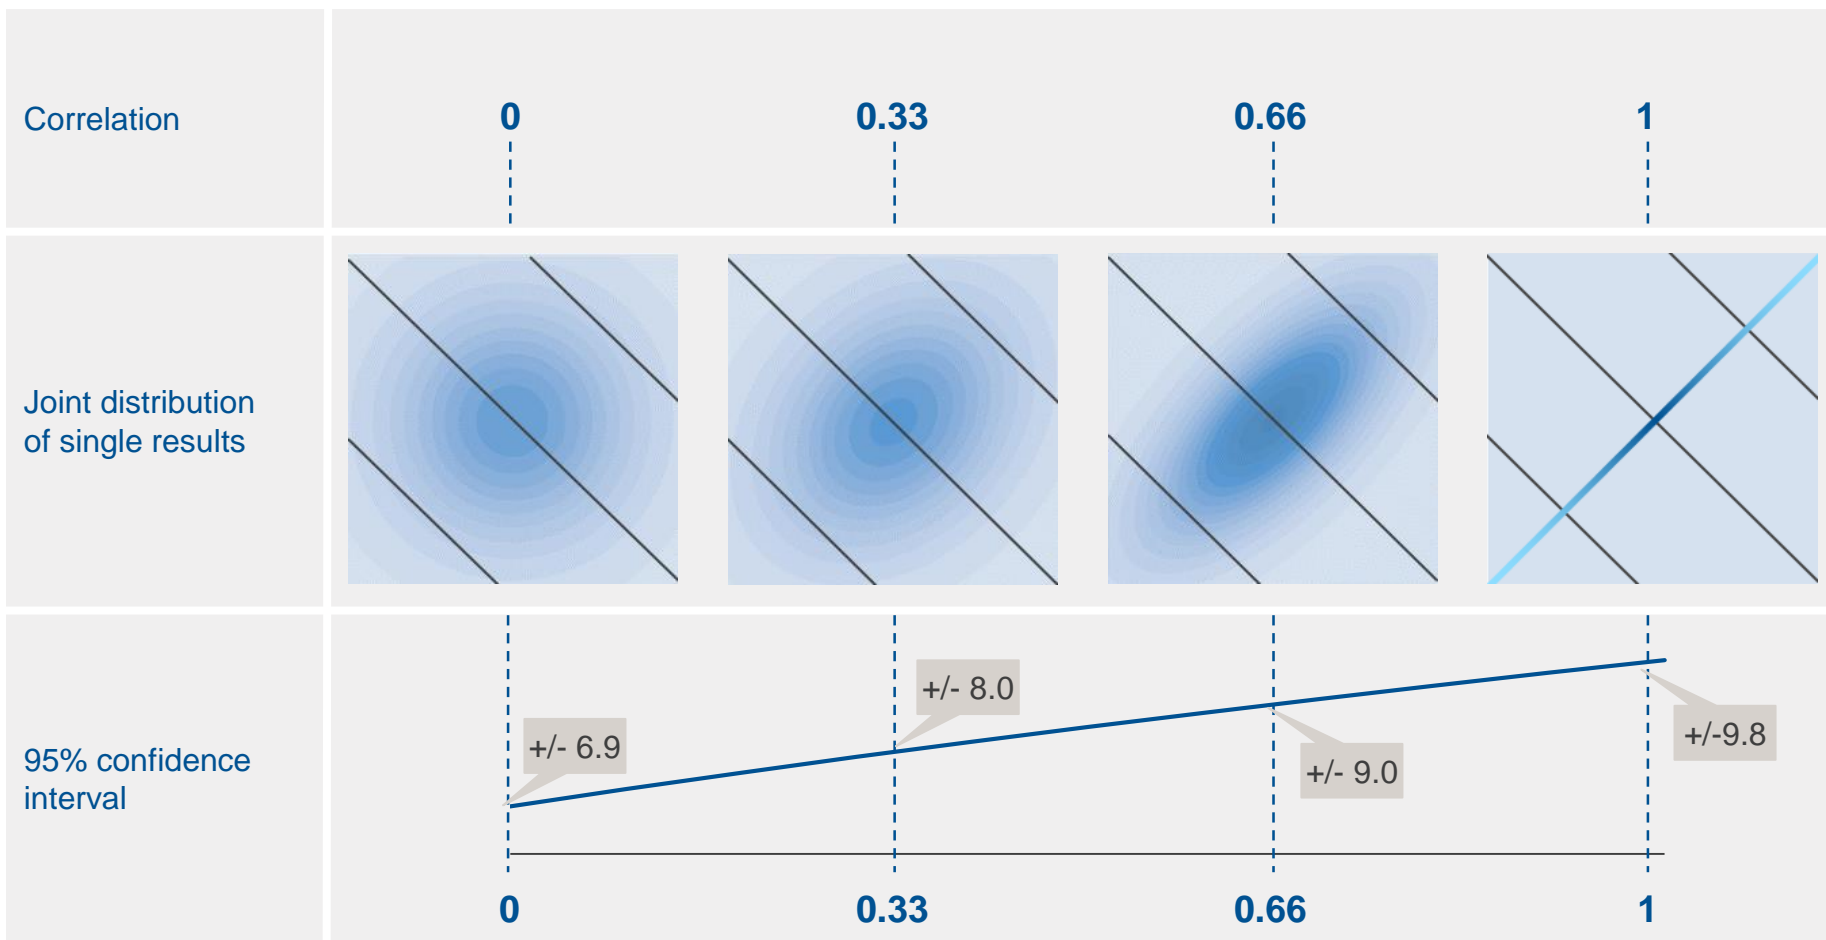 Correlation
0
0.33
0.66
1
Joint distribution
of single results
95% confidence
interval
+/- 6.9
+/- 8.0
+/- 9.0
+/-9.8
0
0.33
0.66
1